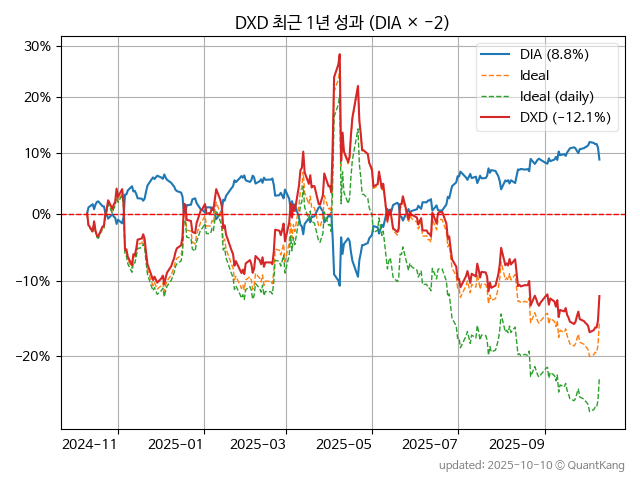 DXD 최근 1년 성과 (DIA × −2)
30%
20%
10%
0%
−10%
−20%
DIA (8.8%)
Ideal
Ideal (daily)
DXD (−12.1%)
2024-11
2025-01
2025-03
2025-05
2025-07
2025-09
updated: 2025-10-10 © QuantKang